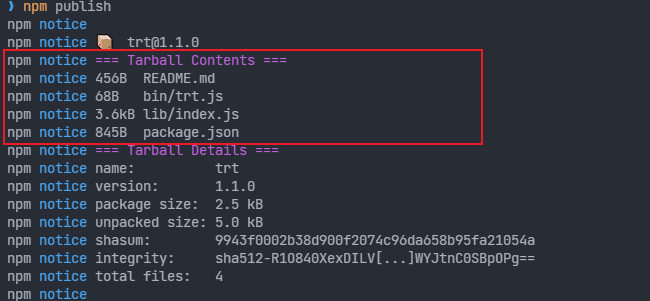 ❯ npm publish
npm notice
npm notice 📦  trt@1.1.0
npm notice === Tarball Contents ===
npm notice 456B  README.md
npm notice 68B   bin/trt.js
npm notice 3.6kB lib/index.js
npm notice 845B  package.json
npm notice === Tarball Details ===
npm notice name:          trt
npm notice version:       1.1.0
npm notice package size:  2.5 kB
npm notice unpacked size: 5.0 kB
npm notice shasum:        9943f0002b38d900f2074c96da658b95fa21054a
npm notice integrity:     sha512-R1O840XexDILV[...]WYJtnC0SBpOPg==
npm notice total files:   4
npm notice